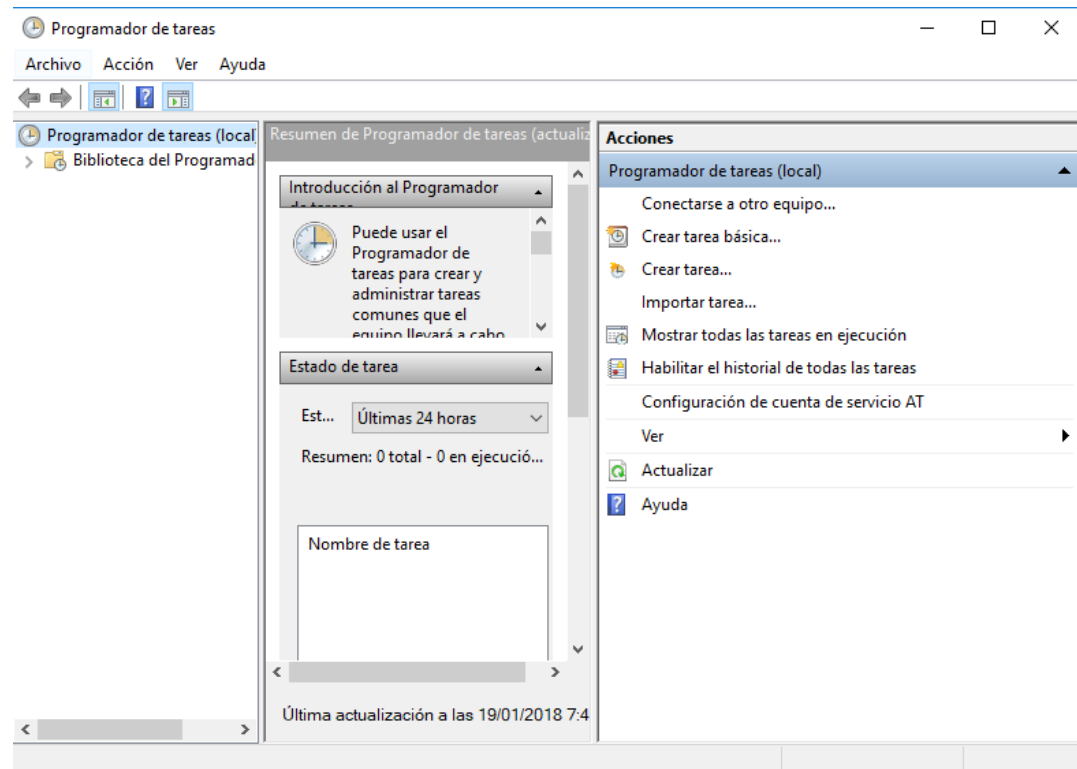 Programador de tareas
Archivo Acción Ver Ayuda
Programador de tareas (local
Biblioteca del Programad
Resumen de Programador de tareas (actualiz
Introducción al Programador
Puede usar el
Programador de
tareas para crear y
administrar tareas
comunes que el
equipo llevará a cabo
Estado de tarea
Est... Últimas 24 horas
Resumen: 0 total - 0 en ejecució...
Nombre de tarea
Última actualización a las 19/01/2018 7:4
Acciones
Programador de tareas (local)
Conectarse a otro equipo...
Crear tarea básica...
Crear tarea...
Importar tarea...
Mostrar todas las tareas en ejecución
Habilitar el historial de todas las tareas
Configuración de cuenta de servicio AT
Ver
Actualizar
Ayuda